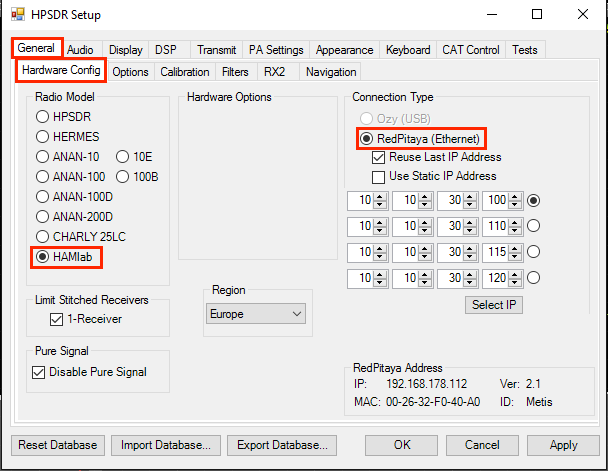 HPSDR Setup
General Audio Display DSP Transmit PA Settings Appearance Keyboard CAT Control Tests
Hardware Config Options Calibration Filters RX2 Navigation
Radio Model
HPSDR
HERMES
ANAN-10 10E
ANAN-100 100B
ANAN-100D
ANAN-200D
CHARLY 25LC
HAMlab
Limit Stitched Receivers
1-Receiver
Pure Signal
Disable Pure Signal
Hardware Options
Region
Europe
Connection Type
Ozy (USB)
RedPitaya (Ethernet)
Reuse Last IP Address
Use Static IP Address
10 10 30 100
10 10 30 110
10 10 30 115
10 10 30 120
Select IP
RedPitaya Address
IP: 192.168.178.112 Ver: 2.1
MAC: 00-26-32-F0-40-A0 ID: Metis
Reset Database Import Database... Export Database... OK Cancel Apply